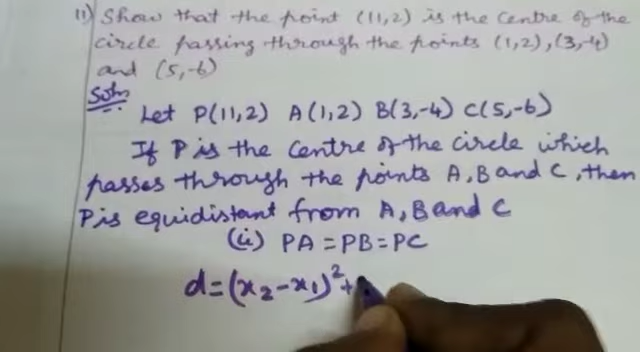 11) Show that the point (11,2) is the centre of the
circle passing through the points (1,2), (3,-4)
and (5,-6)
Soln
Let P(11,2) A(1,2) B(3,-4) C(5,-6)
If P is the centre of the circle which
passes through the points A, B and C, then
P is equidistant from A, B and C
(ie) PA = PB = PC
d = (x₂ - x₁)² +